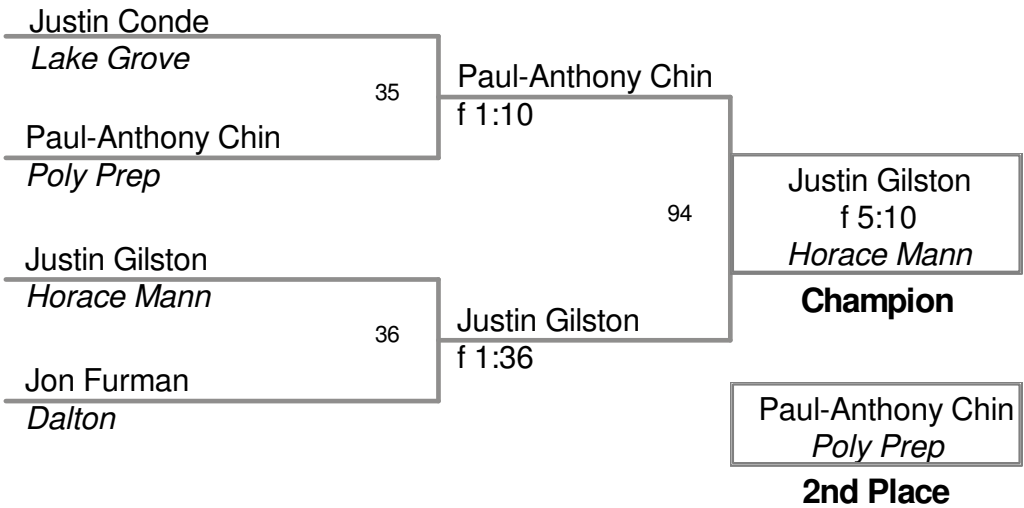 Justin Conde
Lake Grove
35
Paul-Anthony Chin
Poly Prep
Paul-Anthony Chin
f 1:10
Justin Gilston
Horace Mann
36
Jon Furman
Dalton
Justin Gilston
f 1:36
94
Justin Gilston
f 5:10
Horace Mann
Champion
Paul-Anthony Chin
Poly Prep
2nd Place